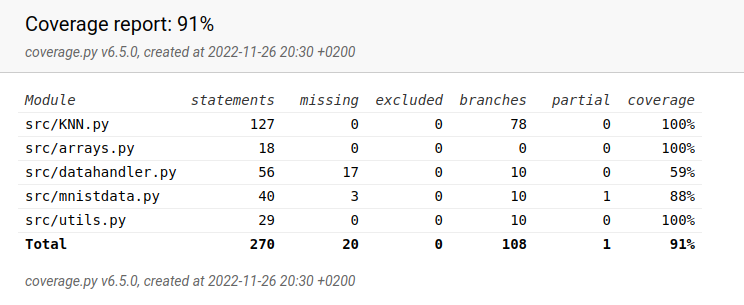 Coverage report: 91%
coverage.py v6.5.0, created at 2022-11-26 20:30 +0200
Module statements missing excluded branches partial coverage
src/KNN.py 127 0 0 78 0 100%
src/arrays.py 18 0 0 0 0 100%
src/datahandler.py 56 17 0 10 0 59%
src/mnistdata.py 40 3 0 10 1 88%
src/utils.py 29 0 0 10 0 100%
Total 270 20 0 108 1 91%
coverage.py v6.5.0, created at 2022-11-26 20:30 +0200